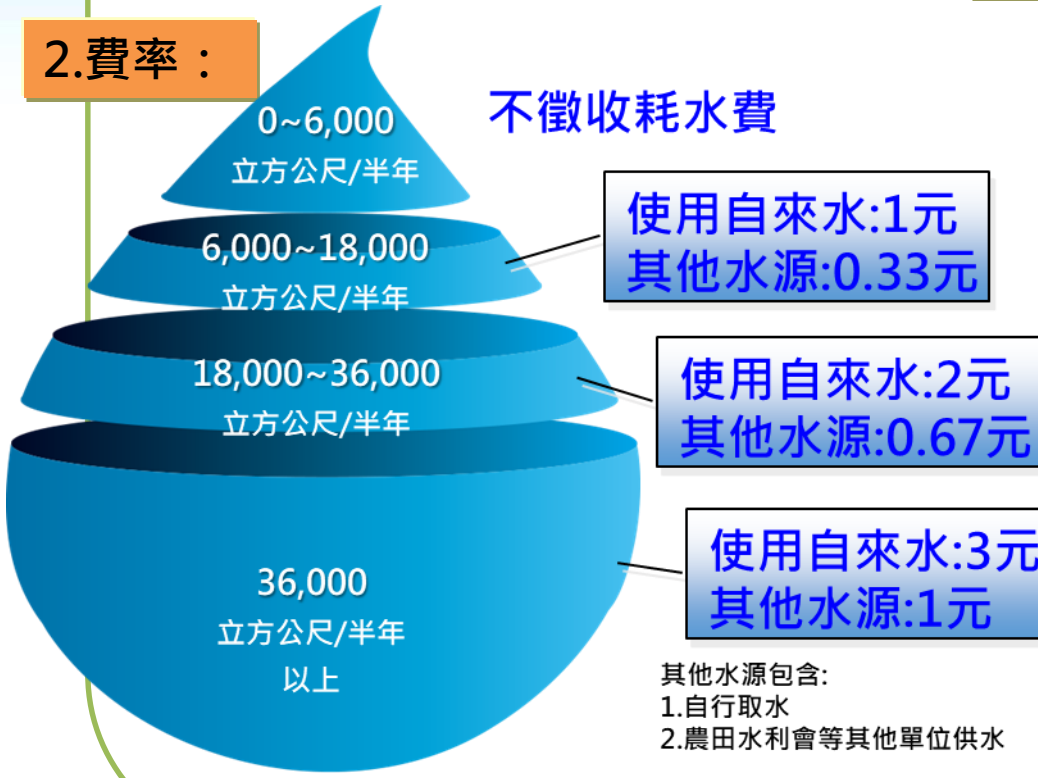 2.費率：
0~6,000
立方公尺/半年
不徵收耗水費
6,000~18,000
立方公尺/半年
使用自來水:1元
其他水源:0.33元
18,000~36,000
立方公尺/半年
使用自來水:2元
其他水源:0.67元
36,000
立方公尺/半年
以上
使用自來水:3元
其他水源:1元
其他水源包含:
1.自行取水
2.農田水利會等其他單位供水